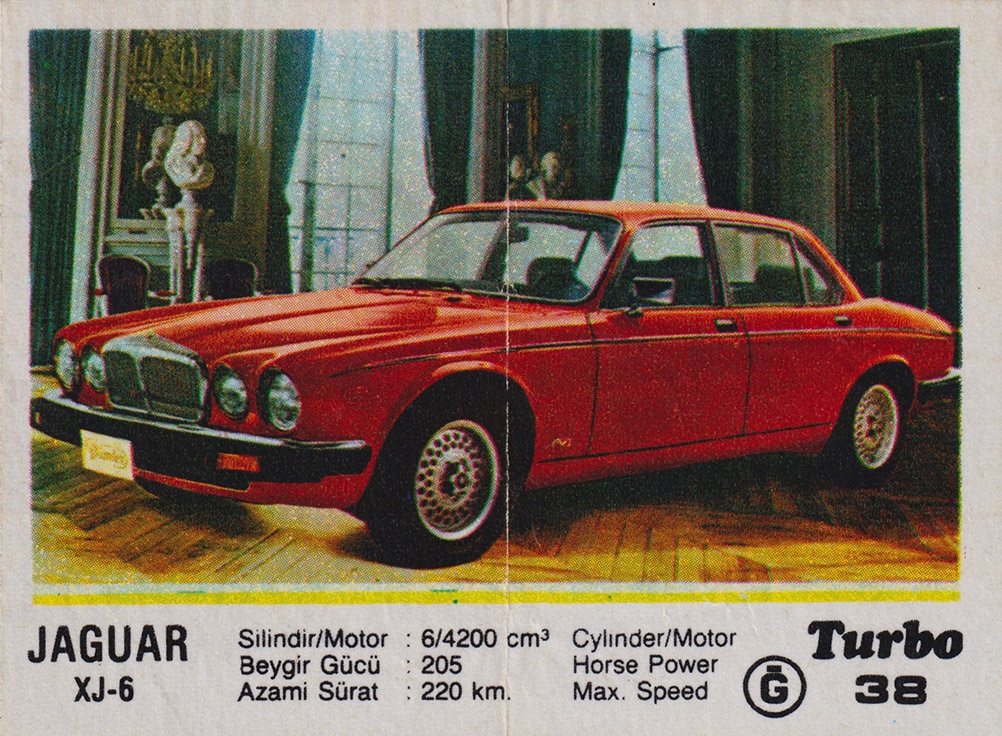 JAGUAR
XJ-6
Silindir/Motor : 6/4200 cm³ Cylınder/Motor
Beygir Gücü : 205 Horse Power
Azami Sürat : 220 km. Max. Speed
Ğ
Turbo
38